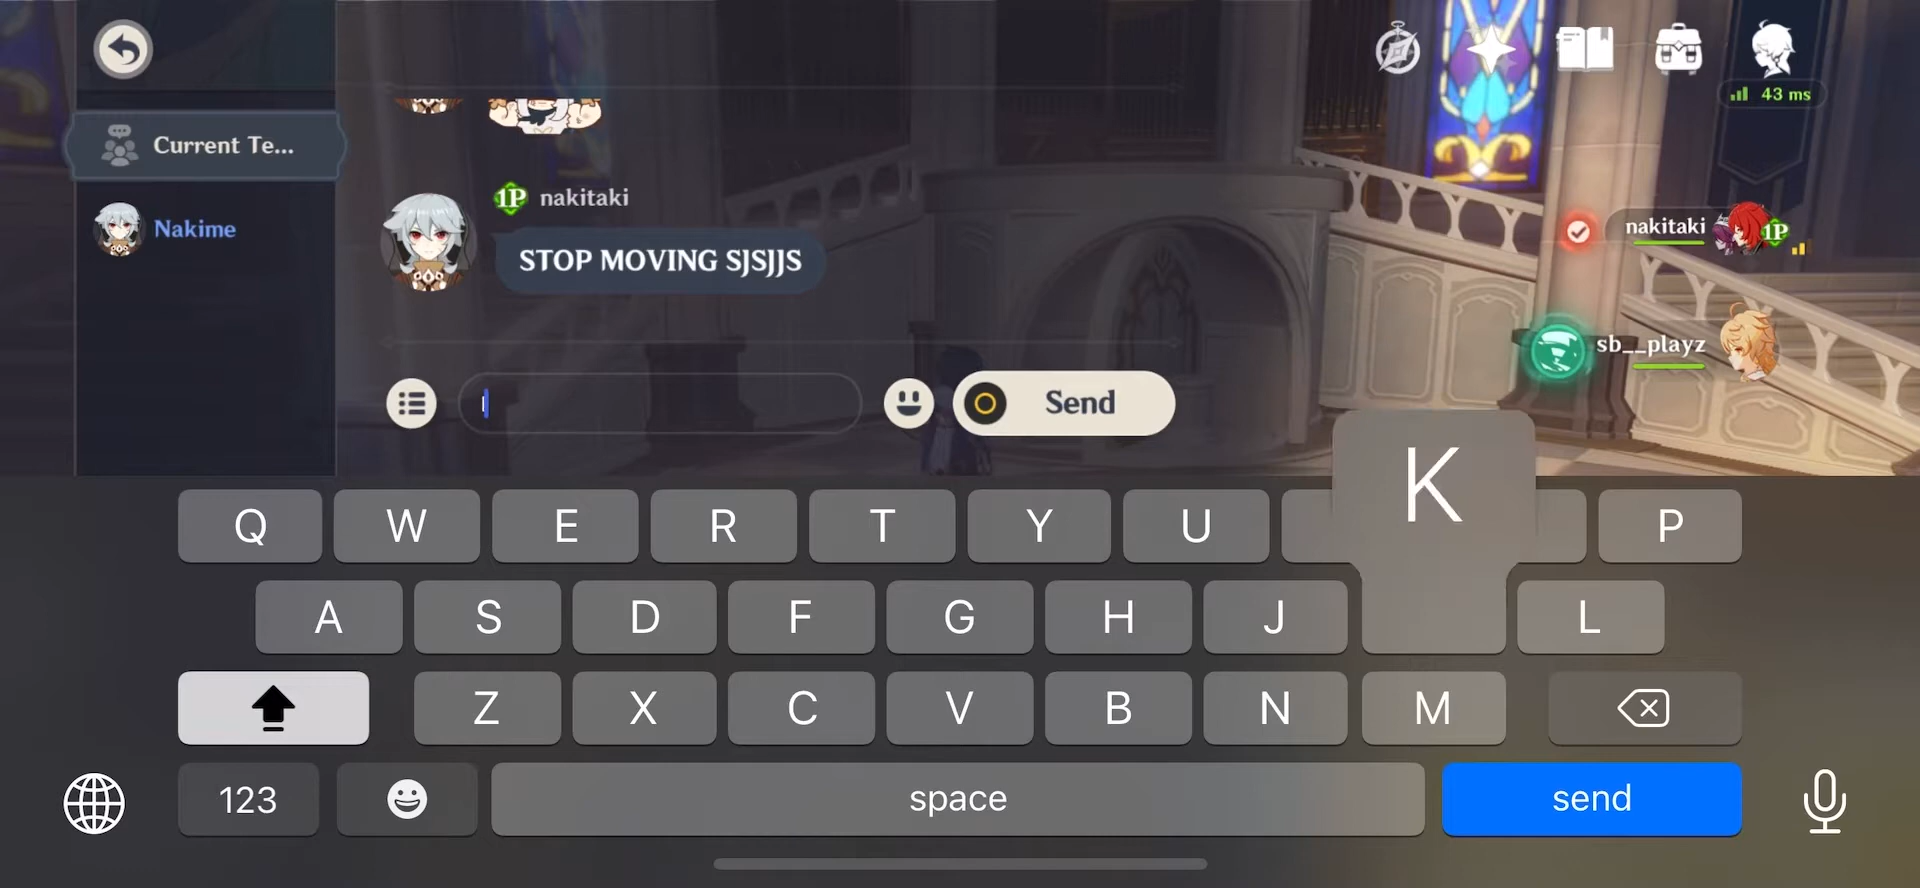 43 ms
Current Te...
1P nakitaki
nakitaki 1P
Nakime
STOP MOVING SJSJJS
sb__playz
Send
K
Q W E R T Y U P
A S D F G H J L
Z X C V B N M
123 space send